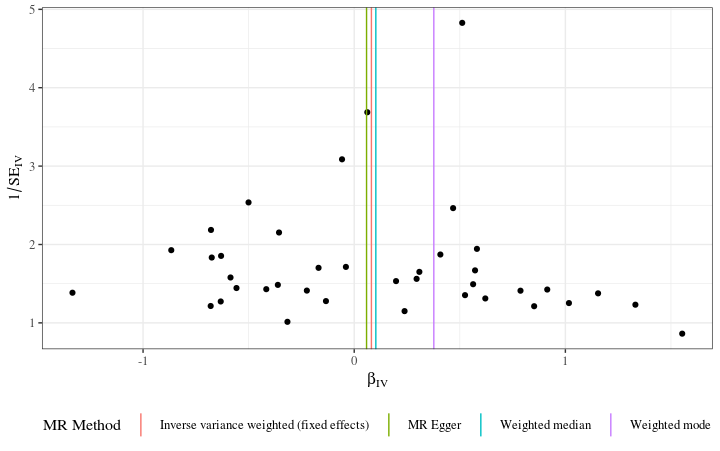 5
4
3
2
1
1/SE_IV
-1
0
1
β_IV
MR Method
Inverse variance weighted (fixed effects)
MR Egger
Weighted median
Weighted mode